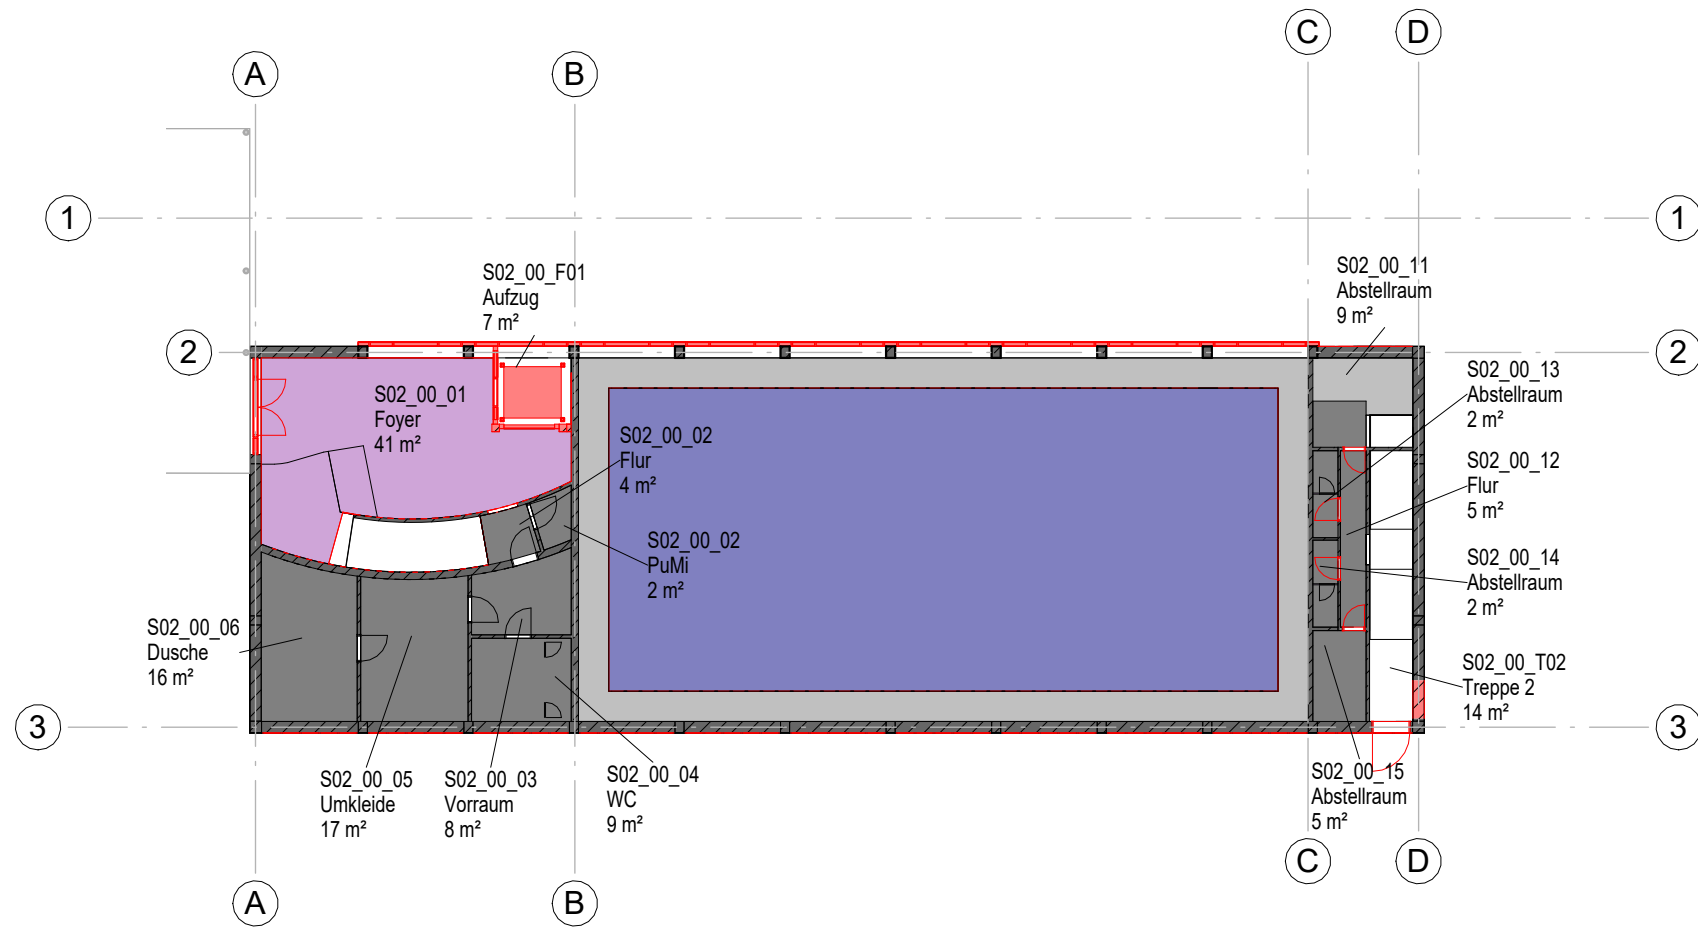 C
D
A
B
1
1
S02_00_F01
Aufzug
7 m²
S02_00_11
Abstellraum
9 m²
2
2
S02_00_01
Foyer
41 m²
S02_00_13
Abstellraum
2 m²
S02_00_02
Flur
4 m²
S02_00_12
Flur
5 m²
S02_00_02
PuMi
2 m²
S02_00_14
Abstellraum
2 m²
S02_00_06
Dusche
16 m²
S02_00_T02
Treppe 2
14 m²
3
3
S02_00_05
Umkleide
17 m²
S02_00_03
Vorraum
8 m²
S02_00_04
WC
9 m²
S02_00_15
Abstellraum
5 m²
C
D
A
B